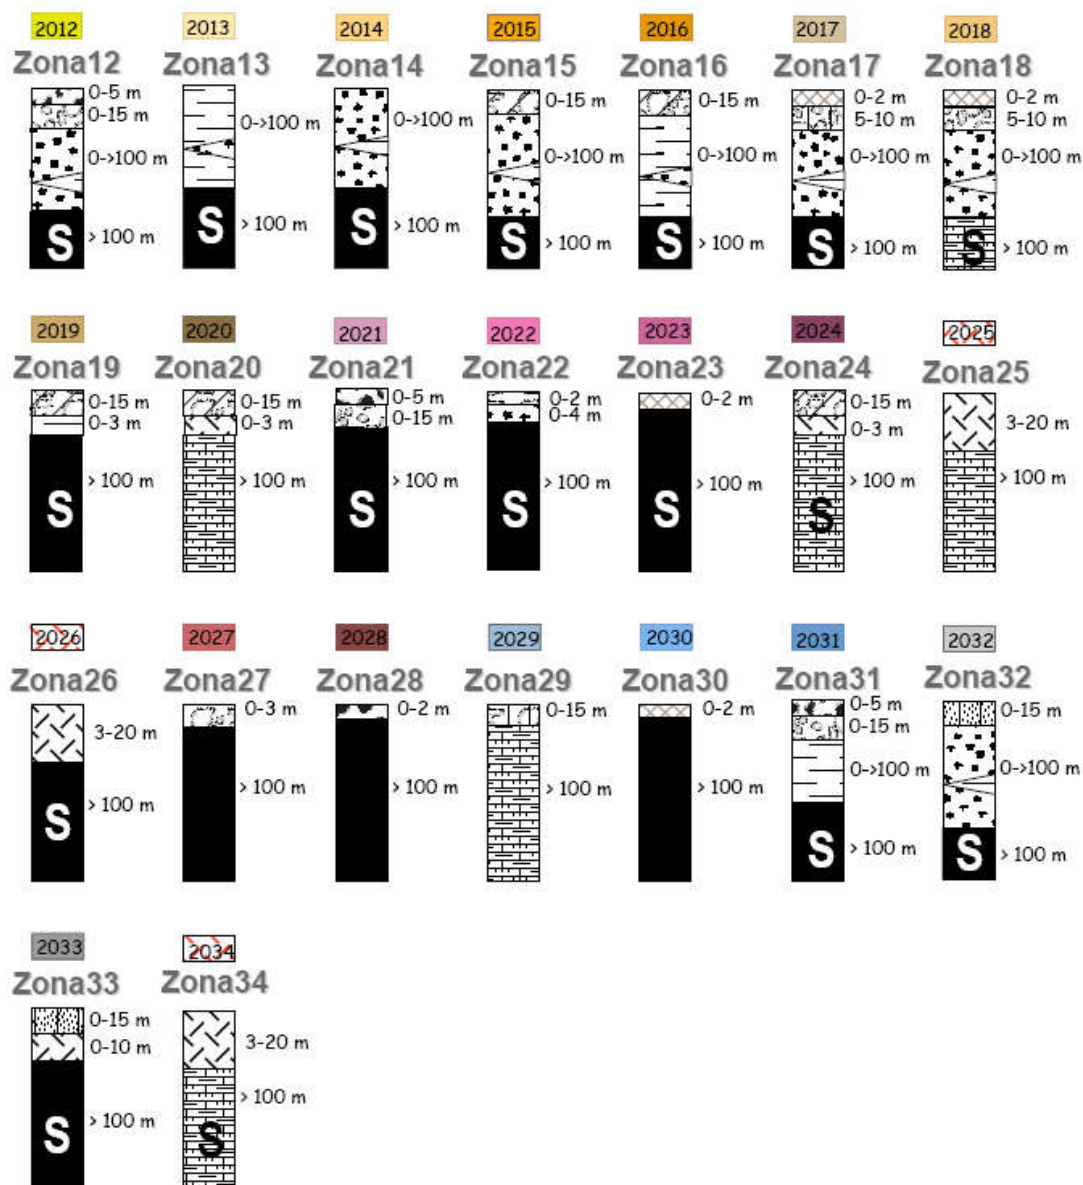 2012 2013 2014 2015 2016 2017 2018
Zona12 Zona13 Zona14 Zona15 Zona16 Zona17 Zona18
0-5 m 0-15 m 0-15 m 0-2 m 0-2 m
0-15 m 0->100 m 0->100 m 5-10 m 5-10 m
0->100 m 0->100 m 0->100 m 0->100 m 0->100 m
S > 100 m S > 100 m S > 100 m S > 100 m S > 100 m S > 100 m S > 100 m
2019 2020 2021 2022 2023 2024 2025
Zona19 Zona20 Zona21 Zona22 Zona23 Zona24 Zona25
0-15 m 0-15 m 0-5 m 0-2 m 0-2 m 0-15 m 3-20 m
0-3 m 0-3 m 0-15 m 0-4 m 0-3 m
> 100 m > 100 m > 100 m > 100 m > 100 m > 100 m > 100 m
S S S S S
2026 2027 2028 2029 2030 2031 2032
Zona26 Zona27 Zona28 Zona29 Zona30 Zona31 Zona32
3-20 m 0-3 m 0-2 m 0-15 m 0-2 m 0-5 m 0-15 m
0-15 m
0->100 m 0->100 m
> 100 m > 100 m > 100 m > 100 m > 100 m
S S > 100 m S > 100 m
2033 2034
Zona33 Zona34
0-15 m 3-20 m
0-10 m
> 100 m > 100 m
S S